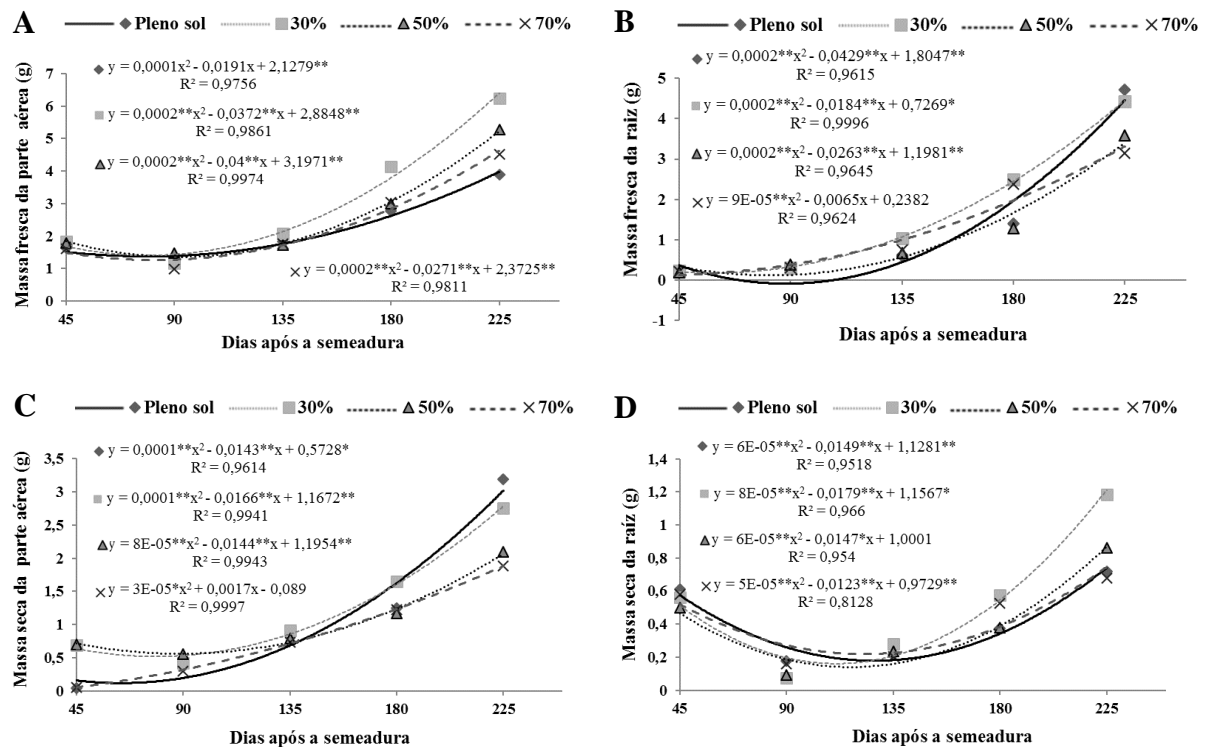 A
Pleno sol 30% 50% 70%
Massa fresca da parte aérea (g)
7
6
5
4
3
2
1
0
y = 0,0001x² - 0,0191x + 2,1279**
R² = 0,9756
y = 0,0002**x² - 0,0372**x + 2,8848**
R² = 0,9861
y = 0,0002**x² - 0,04**x + 3,1971**
R² = 0,9974
y = 0,0002**x² - 0,0271**x + 2,3725**
R² = 0,9811
45 90 135 180 225
Dias após a semeadura
B
Pleno sol 30% 50% 70%
Massa fresca da raiz (g)
5
4
3
2
1
0
-1
y = 0,0002**x² - 0,0429**x + 1,8047**
R² = 0,9615
y = 0,0002**x² - 0,0184**x + 0,7269*
R² = 0,9996
y = 0,0002**x² - 0,0263**x + 1,1981**
R² = 0,9645
y = 9E-05**x² - 0,0065x + 0,2382
R² = 0,9624
45 90 135 180 225
Dias após a semeadura
C
Pleno sol 30% 50% 70%
Massa seca da parte aérea (g)
3,5
3
2,5
2
1,5
1
0,5
0
y = 0,0001**x² - 0,0143**x + 0,5728*
R² = 0,9614
y = 0,0001**x² - 0,0166**x + 1,1672**
R² = 0,9941
y = 8E-05**x² - 0,0144**x + 1,1954**
R² = 0,9943
y = 3E-05*x² + 0,0017x - 0,089
R² = 0,9997
45 90 135 180 225
Dias após a semeadura
D
Pleno sol 30% 50% 70%
Massa seca da raíz (g)
1,4
1,2
1
0,8
0,6
0,4
0,2
0
y = 6E-05**x² - 0,0149**x + 1,1281**
R² = 0,9518
y = 8E-05**x² - 0,0179**x + 1,1567*
R² = 0,966
y = 6E-05**x² - 0,0147*x + 1,0001
R² = 0,954
y = 5E-05**x² - 0,0123**x + 0,9729**
R² = 0,8128
45 90 135 180 225
Dias após a semeadura